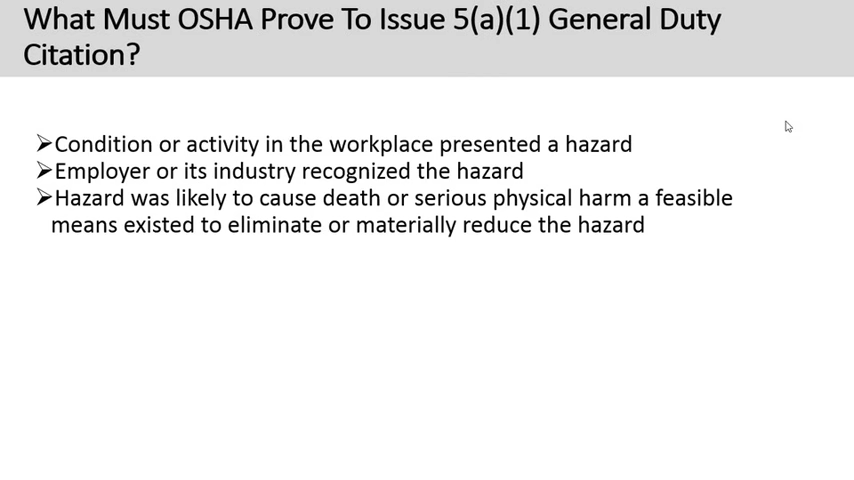 What Must OSHA Prove To Issue 5(a)(1) General Duty
Citation?
➢Condition or activity in the workplace presented a hazard
➢Employer or its industry recognized the hazard
➢Hazard was likely to cause death or serious physical harm a feasible
means existed to eliminate or materially reduce the hazard